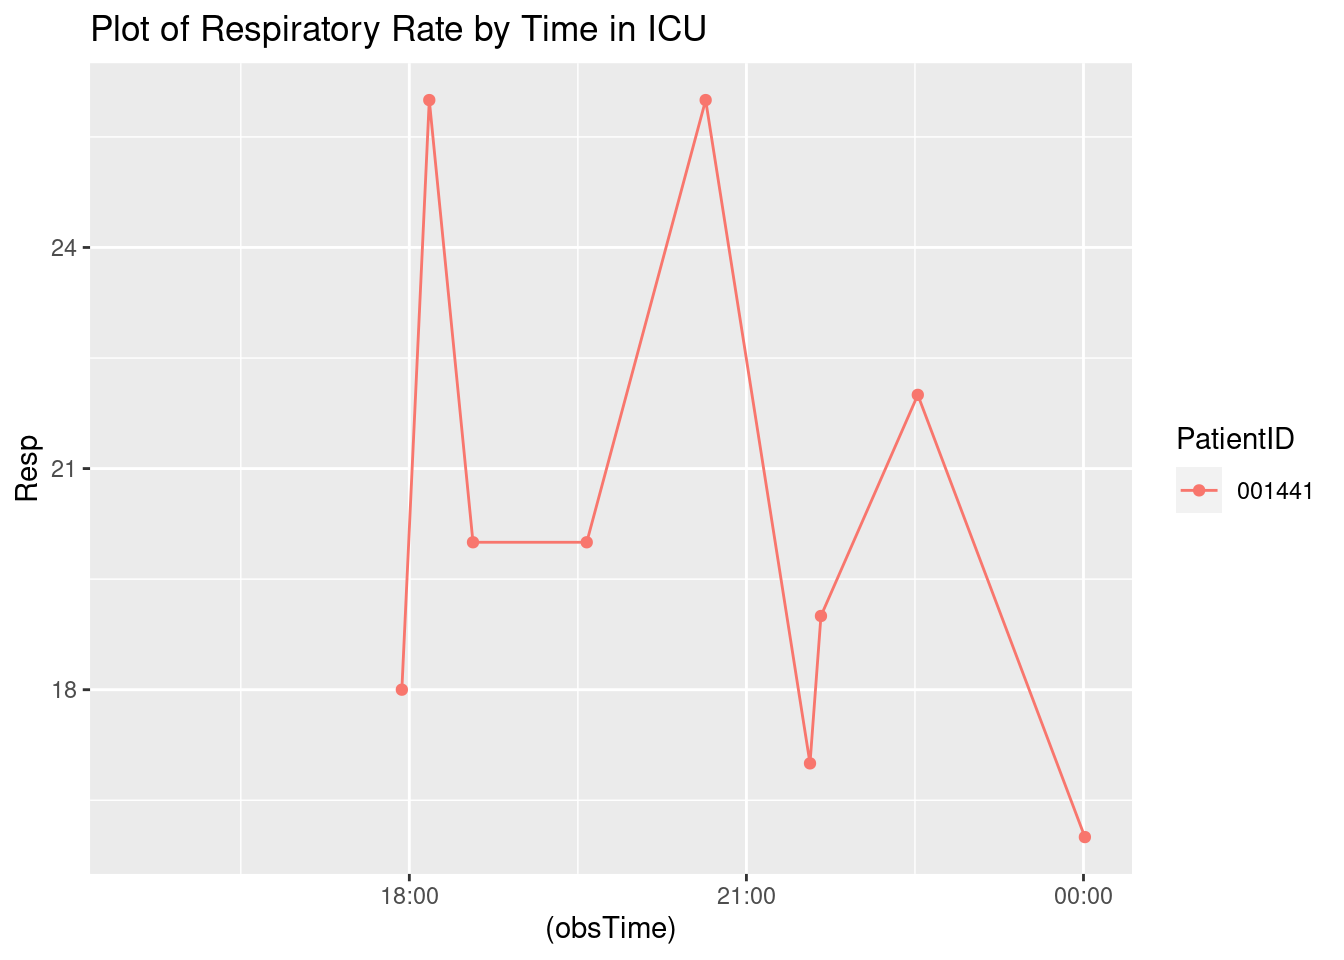 Plot of Respiratory Rate by Time in ICU
24
21
18
Resp
18:00
21:00
00:00
(obsTime)
PatientID
001441